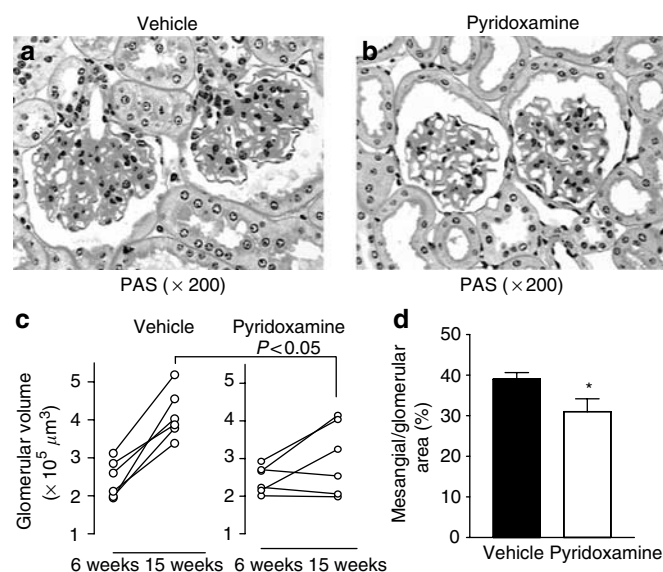 Vehicle
Pyridoxamine
a
b
PAS (×200)
PAS (×200)
c
Vehicle
Pyridoxamine
P<0.05
Glomerular volume
(× 10⁵ μm³)
5
4
3
2
1
5
4
3
2
1
6 weeks 15 weeks
6 weeks 15 weeks
d
Mesangial/glomerular
area (%)
50
40
30
20
10
0
*
Vehicle Pyridoxamine